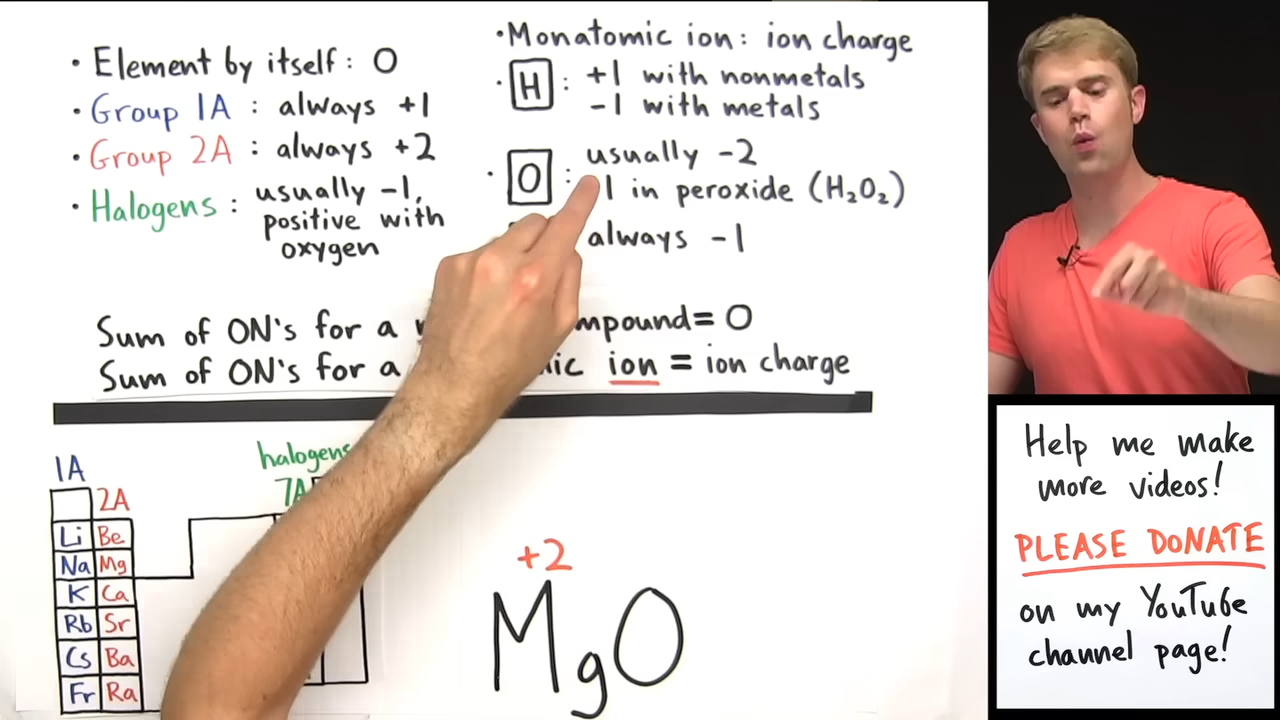 • Element by itself: 0
• Group 1A: always +1
• Group 2A: always +2
• Halogens: usually -1,
positive with
oxygen
• Monatomic ion: ion charge
• H: +1 with nonmetals
-1 with metals
• O: usually -2
1 in peroxide (H₂O₂)
always -1
Sum of ON's for a mpound = 0
Sum of ON's for a ic ion = ion charge
1A
2A
halogens
7A
Li Be
Na Mg
K Ca
Rb Sr
Cs Ba
Fr Ra
+2
MgO
Help me make
more videos!
PLEASE DONATE
on my YouTube
channel page!